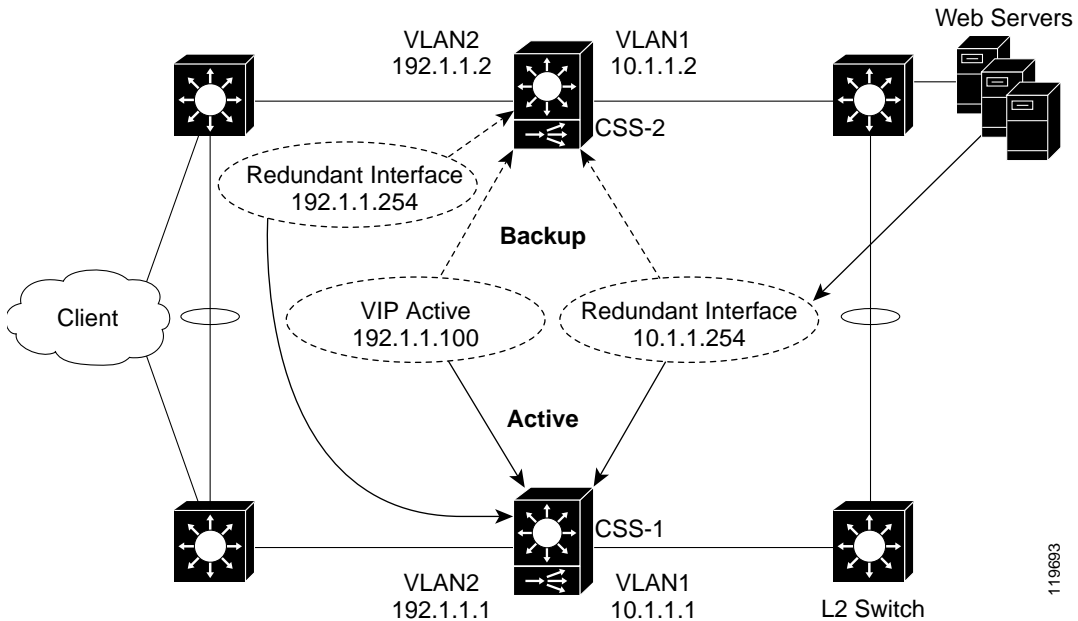 Web Servers
VLAN2
192.1.1.2
VLAN1
10.1.1.2
CSS-2
Redundant Interface
192.1.1.254
Backup
Client
VIP Active
192.1.1.100
Redundant Interface
10.1.1.254
Active
CSS-1
VLAN2
192.1.1.1
VLAN1
10.1.1.1
L2 Switch
119693